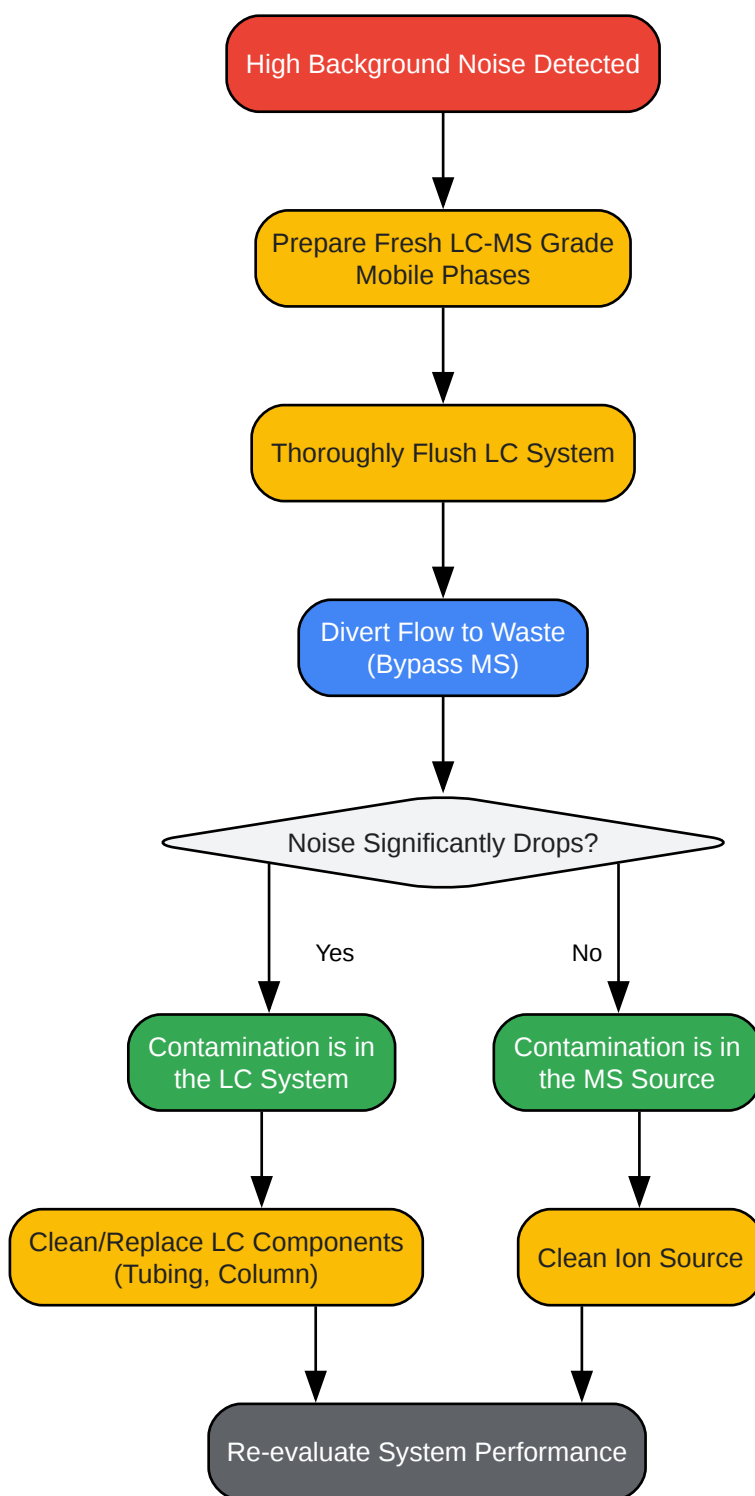 High Background Noise Detected
Prepare Fresh LC-MS Grade
Mobile Phases
Thoroughly Flush LC System
Divert Flow to Waste
(Bypass MS)
Noise Significantly Drops?
Yes
No
Contamination is in
the LC System
Contamination is in
the MS Source
Clean/Replace LC Components
(Tubing, Column)
Clean Ion Source
Re-evaluate System Performance